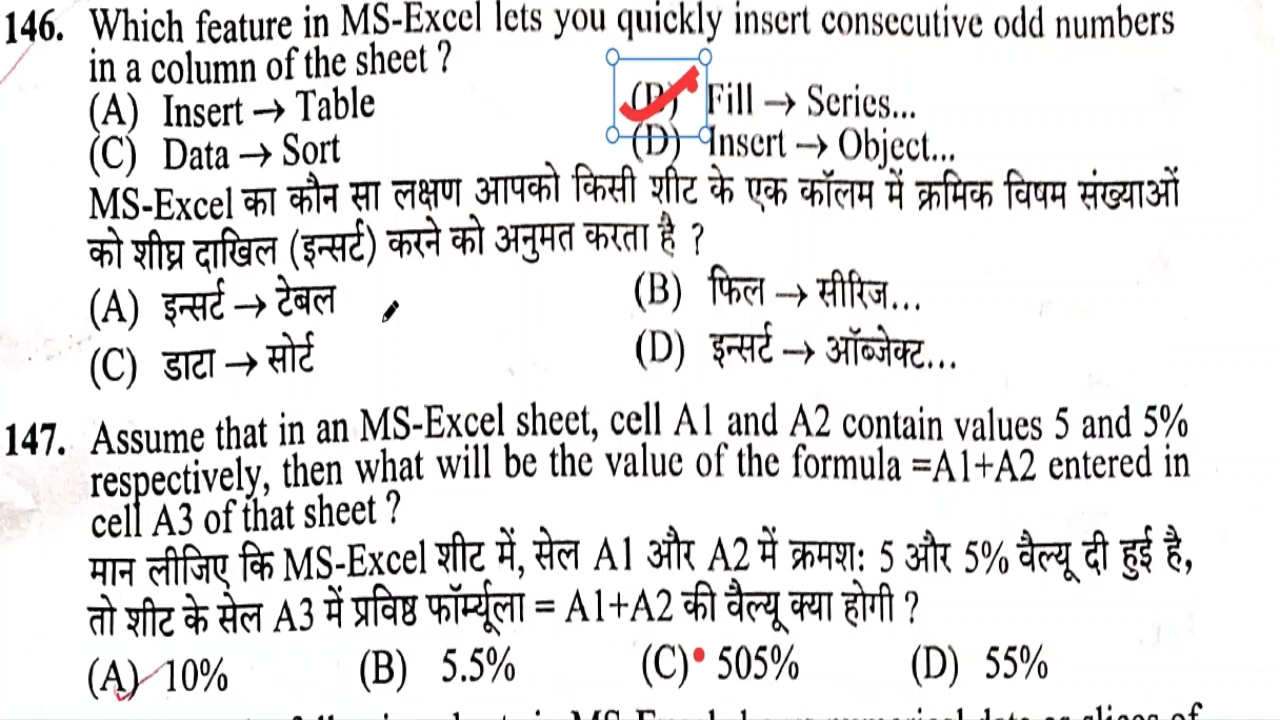 146. Which feature in MS-Excel lets you quickly insert consecutive odd numbers
in a column of the sheet ?
(A) Insert → Table (B) Fill → Series...
(C) Data → Sort (D) Insert → Object...
MS-Excel का कौन सा लक्षण आपको किसी शीट के एक कॉलम में क्रमिक विषम संख्याओं
को शीघ्र दाखिल (इन्सर्ट) करने को अनुमत करता है ?
(A) इन्सर्ट → टेबल (B) फिल → सीरिज...
(C) डाटा → सोर्ट (D) इन्सर्ट → ऑब्जेक्ट...
147. Assume that in an MS-Excel sheet, cell A1 and A2 contain values 5 and 5%
respectively, then what will be the value of the formula =A1+A2 entered in
cell A3 of that sheet ?
मान लीजिए कि MS-Excel शीट में, सेल A1 और A2 में क्रमश: 5 और 5% वैल्यू दी हुई है,
तो शीट के सेल A3 में प्रविष्ठ फॉर्म्यूला = A1+A2 की वैल्यू क्या होगी ?
(A) 10% (B) 5.5% (C) 505% (D) 55%